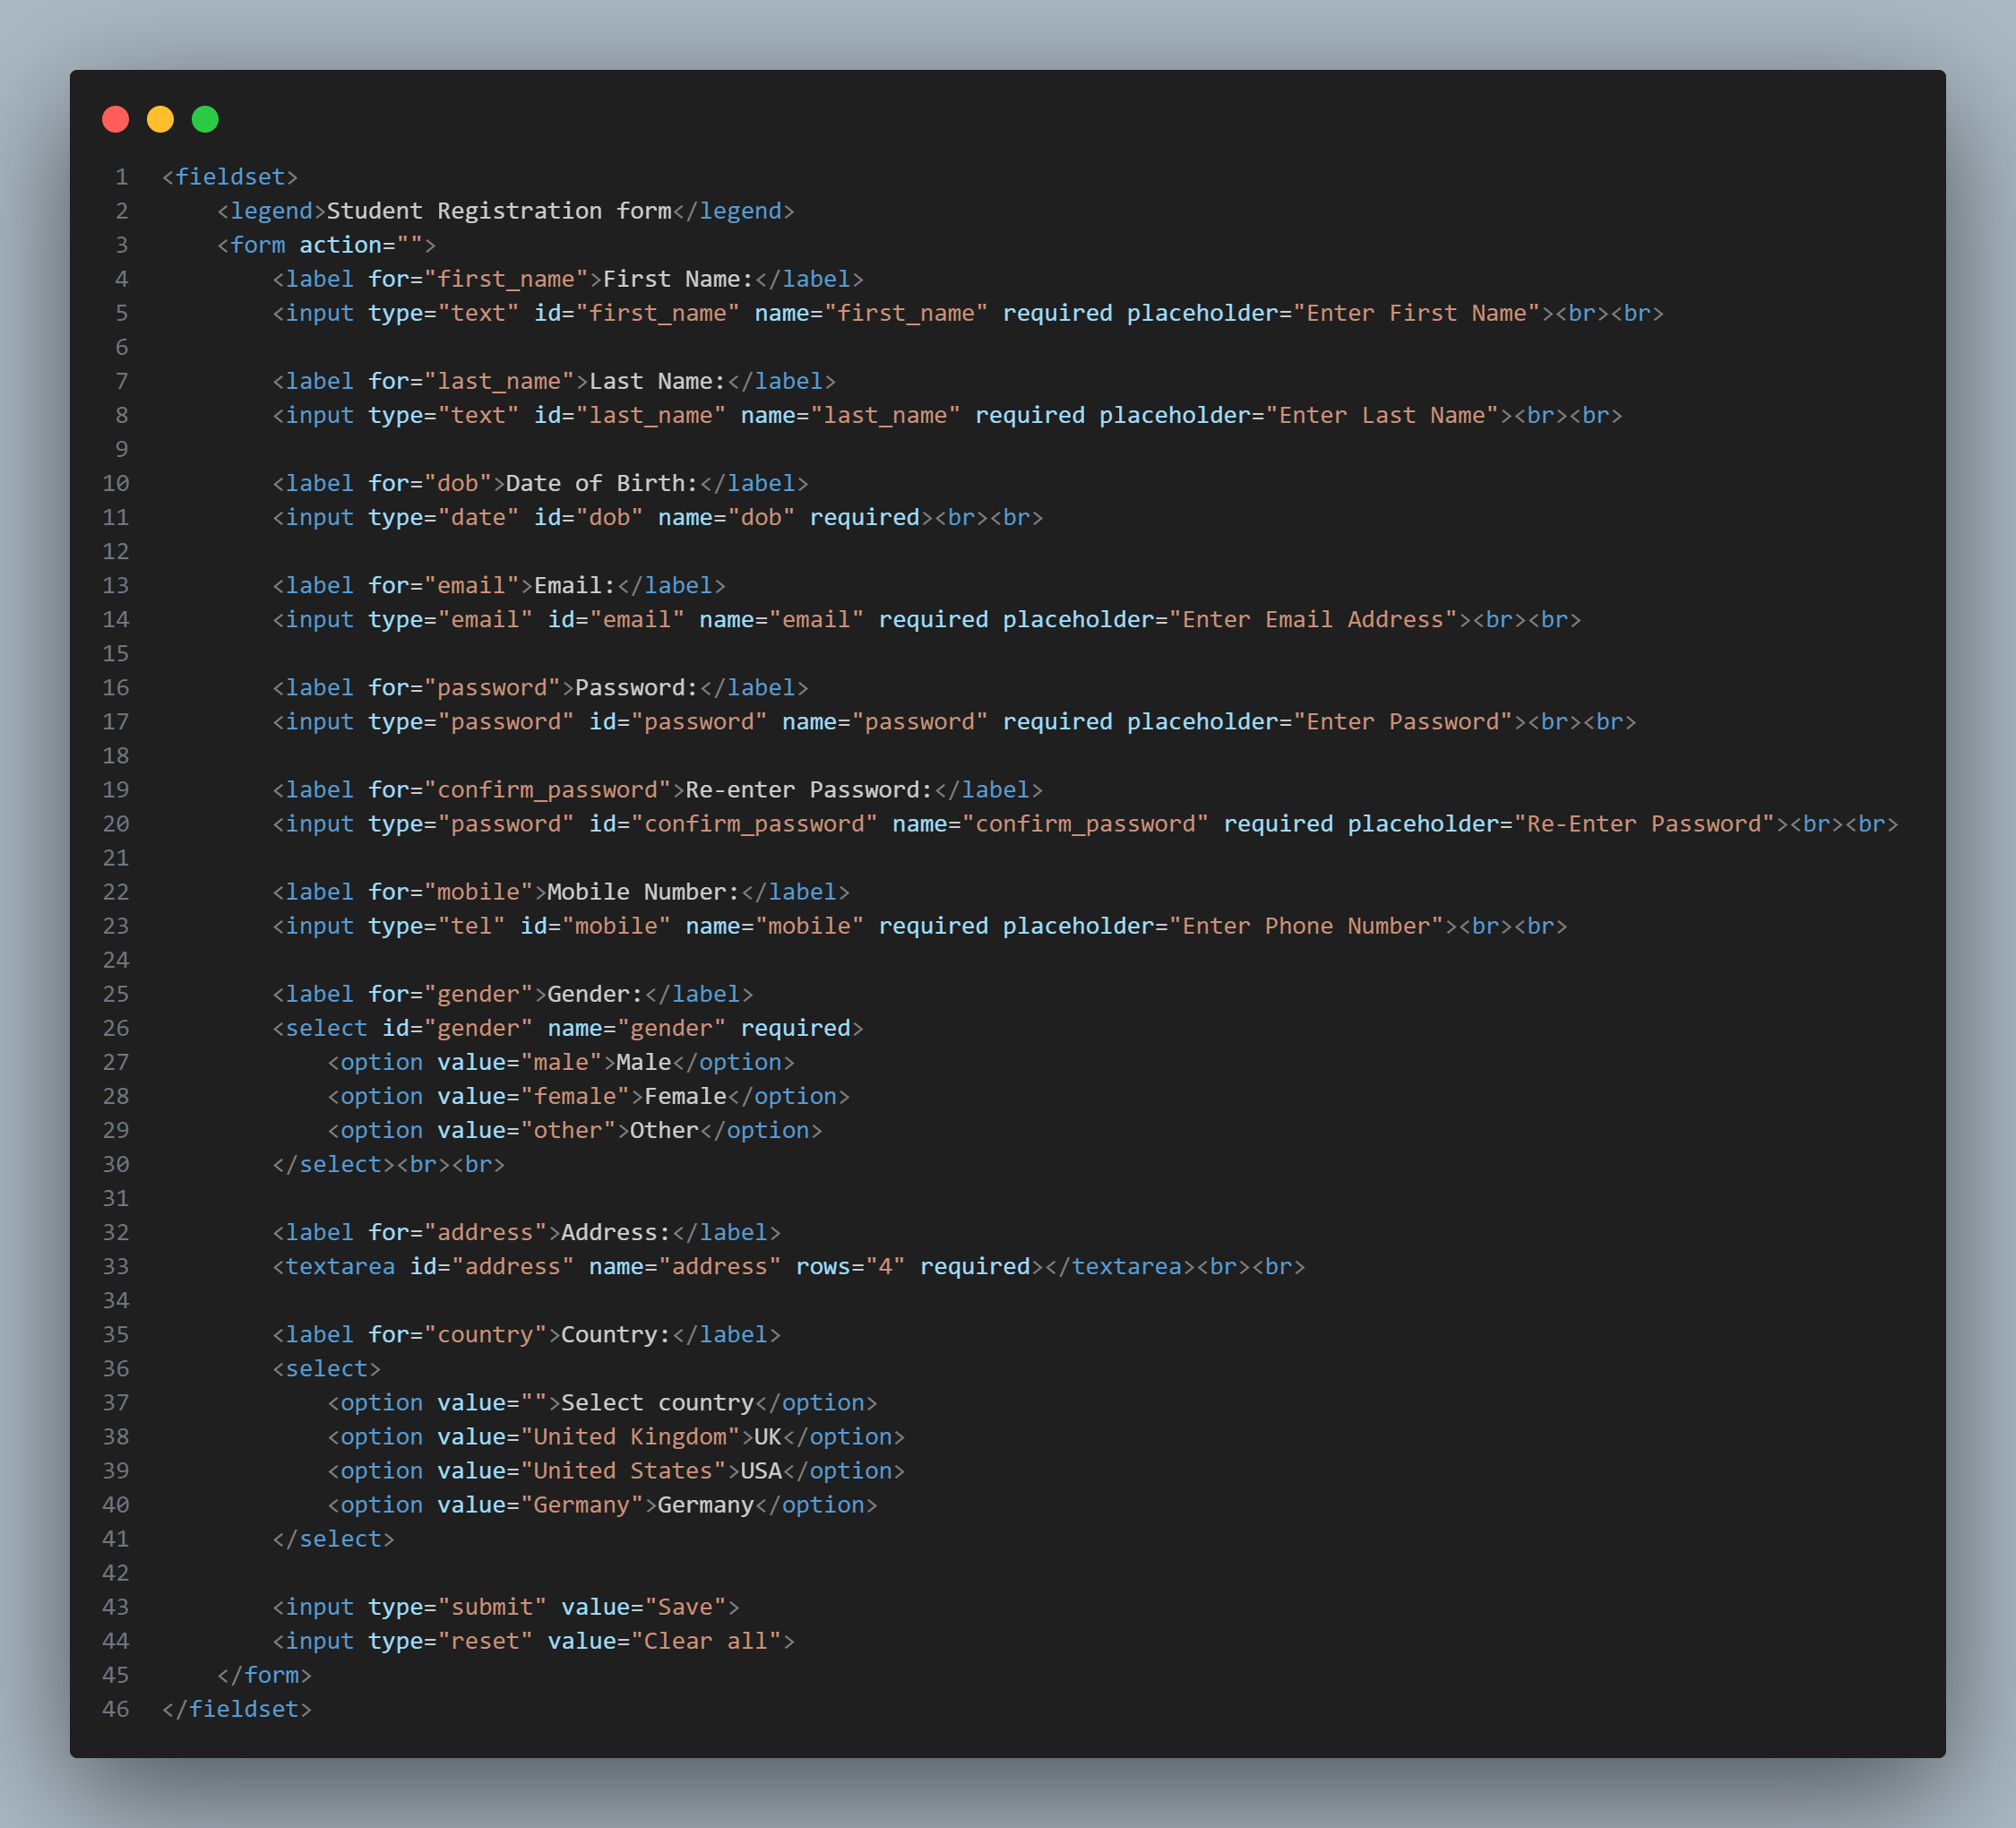 1 <fieldset>
2     <legend>Student Registration form</legend>
3     <form action="">
4         <label for="first_name">First Name:</label>
5         <input type="text" id="first_name" name="first_name" required placeholder="Enter First Name"><br><br>
6
7         <label for="last_name">Last Name:</label>
8         <input type="text" id="last_name" name="last_name" required placeholder="Enter Last Name"><br><br>
9
10         <label for="dob">Date of Birth:</label>
11         <input type="date" id="dob" name="dob" required><br><br>
12
13         <label for="email">Email:</label>
14         <input type="email" id="email" name="email" required placeholder="Enter Email Address"><br><br>
15
16         <label for="password">Password:</label>
17         <input type="password" id="password" name="password" required placeholder="Enter Password"><br><br>
18
19         <label for="confirm_password">Re-enter Password:</label>
20         <input type="password" id="confirm_password" name="confirm_password" required placeholder="Re-Enter Password"><br><br>
21
22         <label for="mobile">Mobile Number:</label>
23         <input type="tel" id="mobile" name="mobile" required placeholder="Enter Phone Number"><br><br>
24
25         <label for="gender">Gender:</label>
26         <select id="gender" name="gender" required>
27             <option value="male">Male</option>
28             <option value="female">Female</option>
29             <option value="other">Other</option>
30         </select><br><br>
31
32         <label for="address">Address:</label>
33         <textarea id="address" name="address" rows="4" required></textarea><br><br>
34
35         <label for="country">Country:</label>
36         <select>
37             <option value="">Select country</option>
38             <option value="United Kingdom">UK</option>
39             <option value="United States">USA</option>
40             <option value="Germany">Germany</option>
41         </select>
42
43         <input type="submit" value="Save">
44         <input type="reset" value="Clear all">
45     </form>
46 </fieldset>